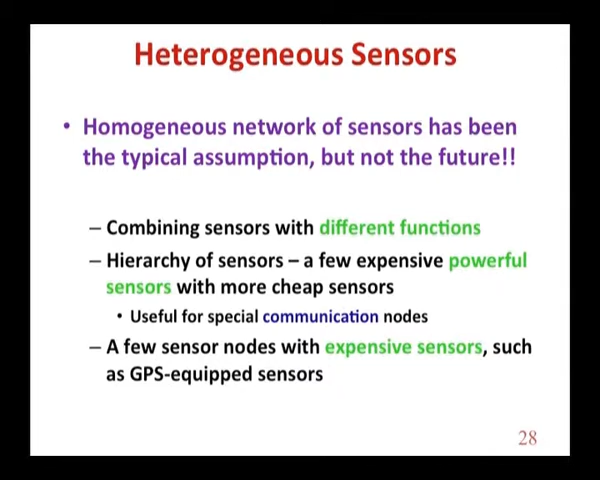 Heterogeneous Sensors
• Homogeneous network of sensors has been
the typical assumption, but not the future!!
– Combining sensors with different functions
– Hierarchy of sensors – a few expensive powerful
sensors with more cheap sensors
• Useful for special communication nodes
– A few sensor nodes with expensive sensors, such
as GPS-equipped sensors
28